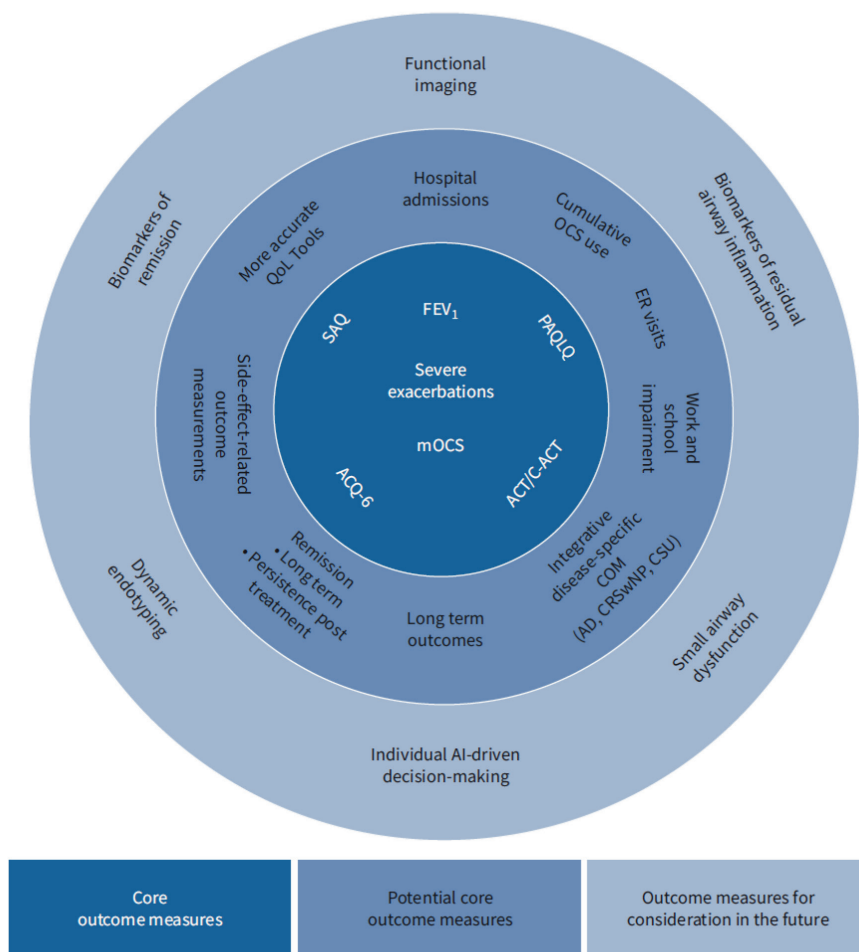 Functional
imaging
Biomarkers of
remission
Biomarkers of residual
airway inflammation
Dynamic
endotyping
Small airway
dysfunction
Individual AI-driven
decision-making
Hospital
admissions
More accurate
QoL Tools
Cumulative
OCS use
ER visits
Side-effect-related
outcome
measurements
Work and
school
impairment
Remission
• Long term
• Persistence post
treatment
Long term
outcomes
Integrative
disease-specific
COM
(AD, CRSwNP, CSU)
SAQ
FEV₁
PAQLQ
Severe
exacerbations
mOCS
ACQ-6
ACT/C-ACT
Core
outcome measures
Potential core
outcome measures
Outcome measures for
consideration in the future